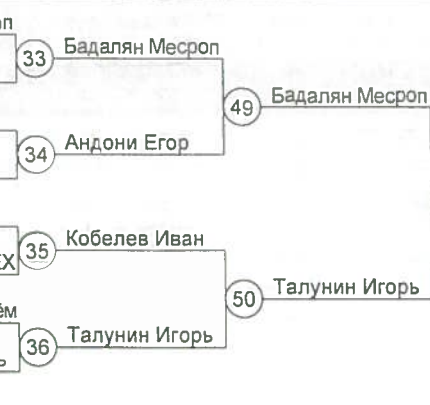 33 Бадалян Месроп
49 Бадалян Месроп
34 Андони Егор
35 Кобелев Иван
50 Талунин Игорь
36 Талунин Игорь